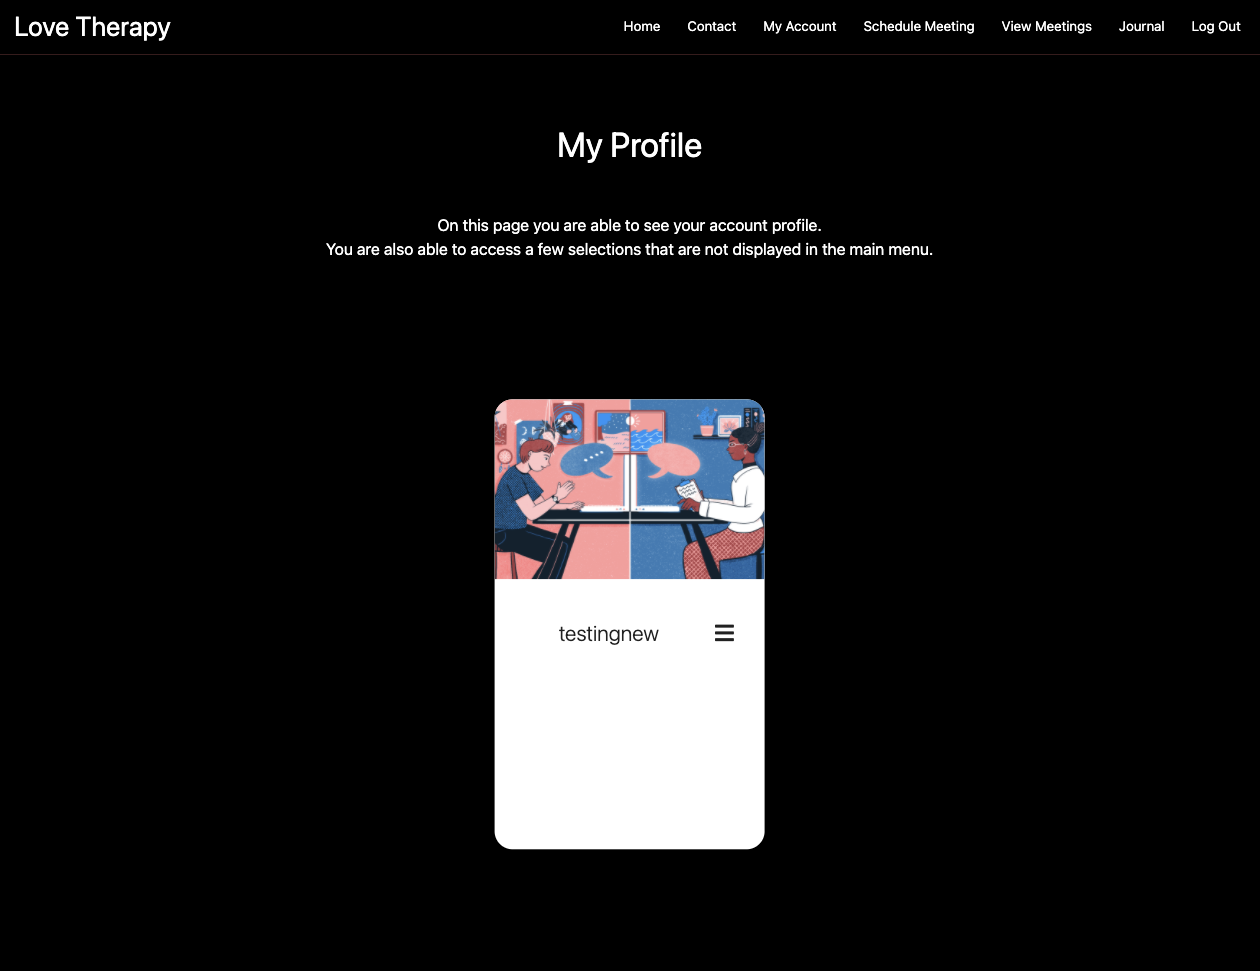 Love Therapy
Home Contact My Account Schedule Meeting View Meetings Journal Log Out
My Profile
On this page you are able to see your account profile.
You are also able to access a few selections that are not displayed in the main menu.
testingnew